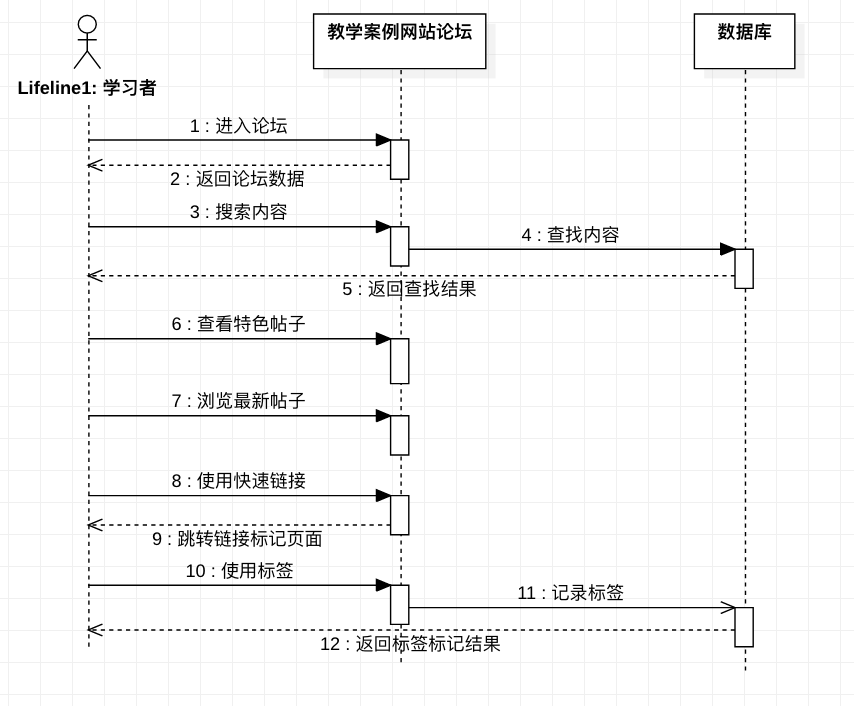 教学案例网站论坛
数据库
Lifeline1: 学习者
1 : 进入论坛
2 : 返回论坛数据
3 : 搜索内容
4 : 查找内容
5 : 返回查找结果
6 : 查看特色帖子
7 : 浏览最新帖子
8 : 使用快速链接
9 : 跳转链接标记页面
10 : 使用标签
11 : 记录标签
12 : 返回标签标记结果